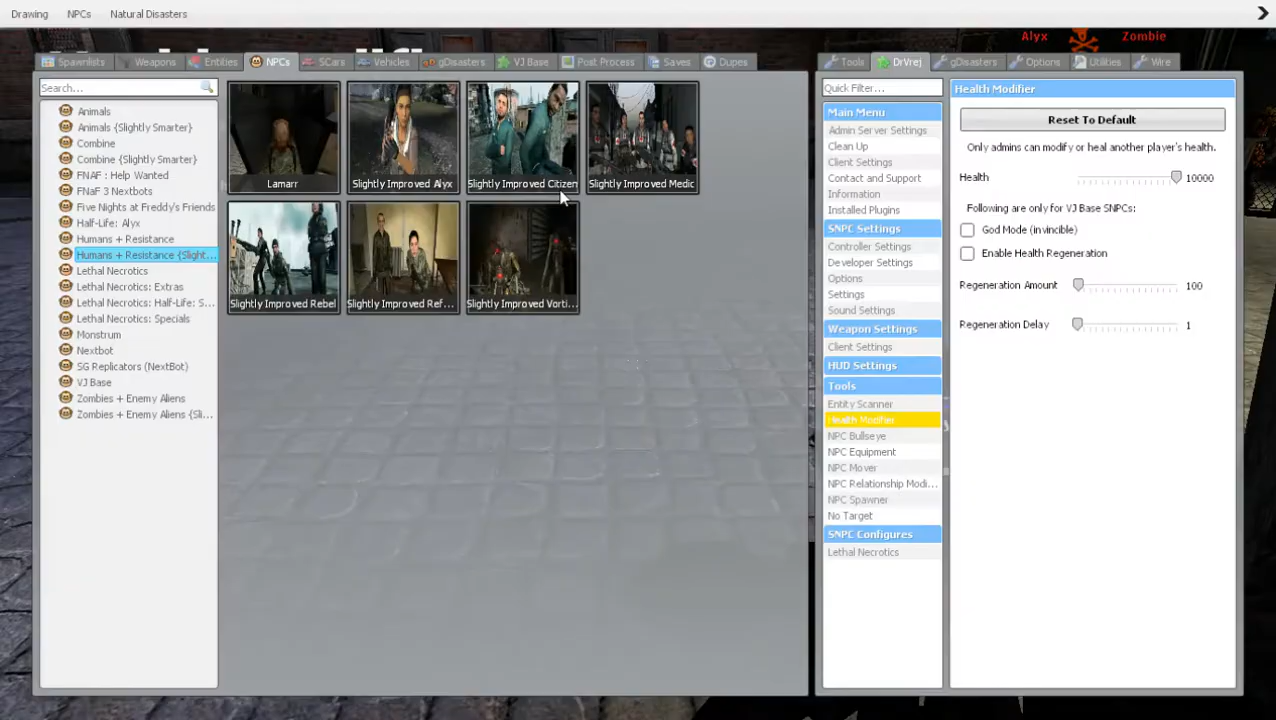 Drawing NPCs Natural Disasters
Alyx Zombie
Spawnlists Weapons Entities NPCs SCars Vehicles gDisasters VJ Base Post Process Saves Dupes
Tools DrVrej gDisasters Options Utilities Wire
Search...
Animals
Animals {Slightly Smarter}
Combine
Combine {Slightly Smarter}
FNAF : Help Wanted
FNaF 3 Nextbots
Five Nights at Freddy's Friends
Half-Life: Alyx
Humans + Resistance
Humans + Resistance {Slight...
Lethal Necrotics
Lethal Necrotics: Extras
Lethal Necrotics: Half-Life: S...
Lethal Necrotics: Specials
Monstrum
Nextbot
SG Replicators (NextBot)
VJ Base
Zombies + Enemy Aliens
Zombies + Enemy Aliens {Sli...
Lamarr
Slightly Improved Alyx
Slightly Improved Citizen
Slightly Improved Medic
Slightly Improved Rebel
Slightly Improved Ref...
Slightly Improved Vorti...
Quick Filter...
Main Menu
Admin Server Settings
Clean Up
Client Settings
Contact and Support
Information
Installed Plugins
SNPC Settings
Controller Settings
Developer Settings
Options
Settings
Sound Settings
Weapon Settings
Client Settings
HUD Settings
Tools
Entity Scanner
Health Modifier
NPC Bullseye
NPC Equipment
NPC Mover
NPC Relationship Modi...
NPC Spawner
No Target
SNPC Configures
Lethal Necrotics
Health Modifier
Reset To Default
Only admins can modify or heal another player's health.
Health 10000
Following are only for VJ Base SNPCs:
God Mode (invincible)
Enable Health Regeneration
Regeneration Amount 100
Regeneration Delay 1